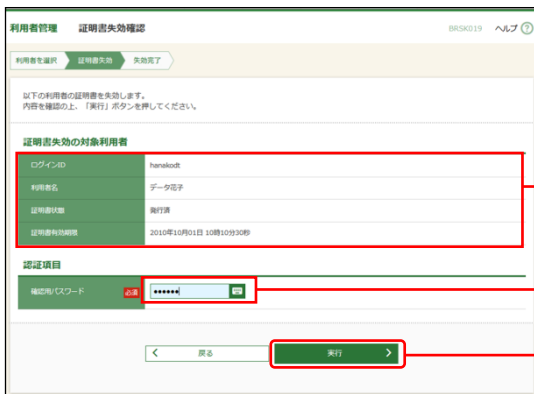 利用者管理 証明書失効確認 BRSK019 ヘルプ ?
利用者を選択 証明書失効 失効完了
以下の利用者の証明書を失効します。
内容を確認の上、「実行」ボタンを押してください。
証明書失効の対象利用者
ログインID hanakodt
利用者名 データ花子
証明書状態 発行済
証明書有効期限 2010年10月01日 10時10分30秒
認証項目
確認用パスワード 必須 ••••••
戻る 実行